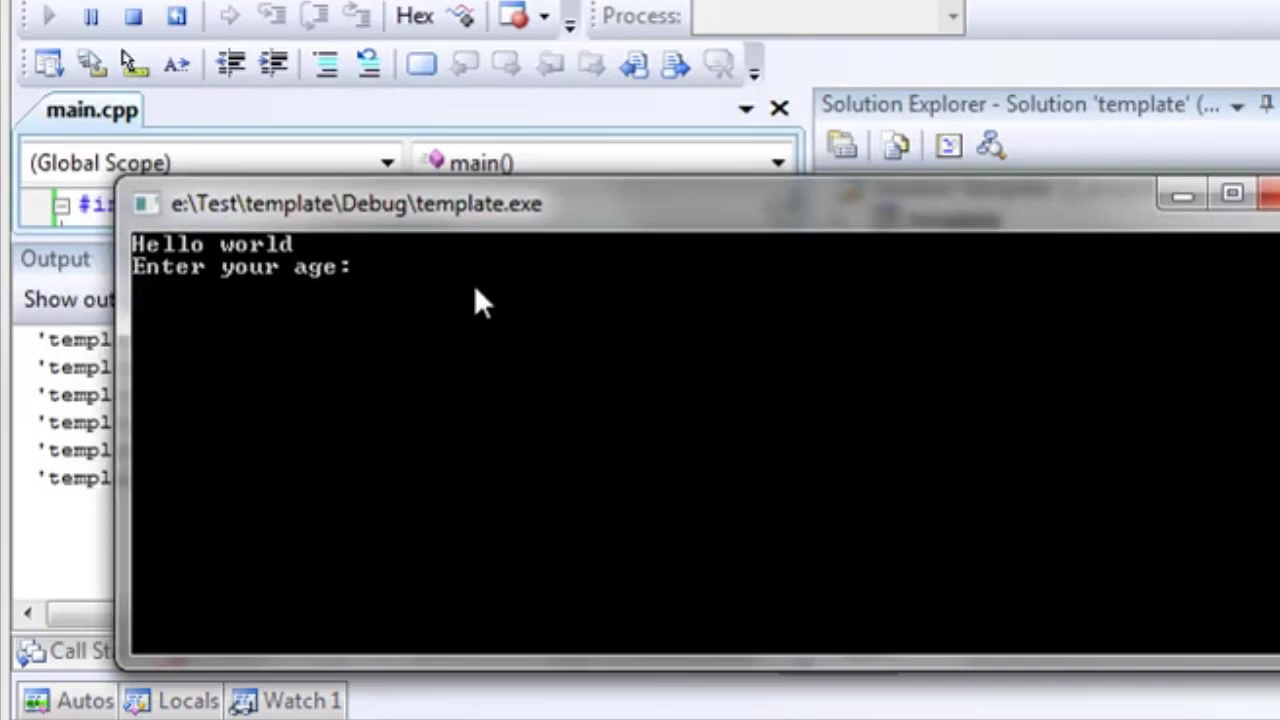 Hex
Process:
main.cpp
Solution Explorer - Solution 'template' (...
(Global Scope)
main()
e:\Test\template\Debug\template.exe
Hello world
Enter your age:
Output
Show out
'templ
'templ
'templ
'templ
'templ
'templ
Call St
Autos
Locals
Watch 1